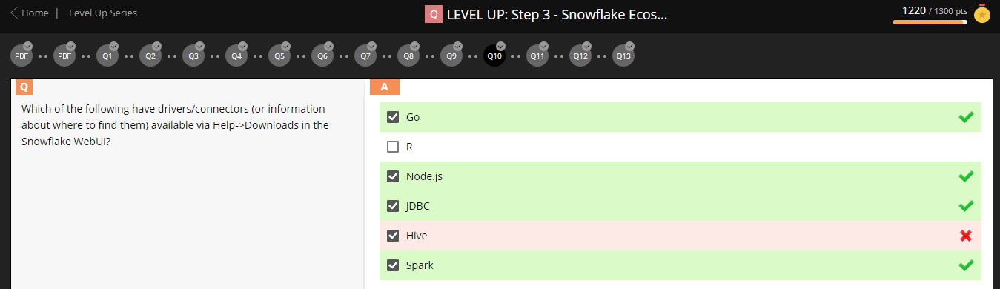 Home | Level Up Series
Q LEVEL UP: Step 3 - Snowflake Ecos...
1220 / 1300 pts
PDF PDF Q1 Q2 Q3 Q4 Q5 Q6 Q7 Q8 Q9 Q10 Q11 Q12 Q13
Q
Which of the following have drivers/connectors (or information
about where to find them) available via Help->Downloads in the
Snowflake WebUI?
A
Go
R
Node.js
JDBC
Hive
Spark